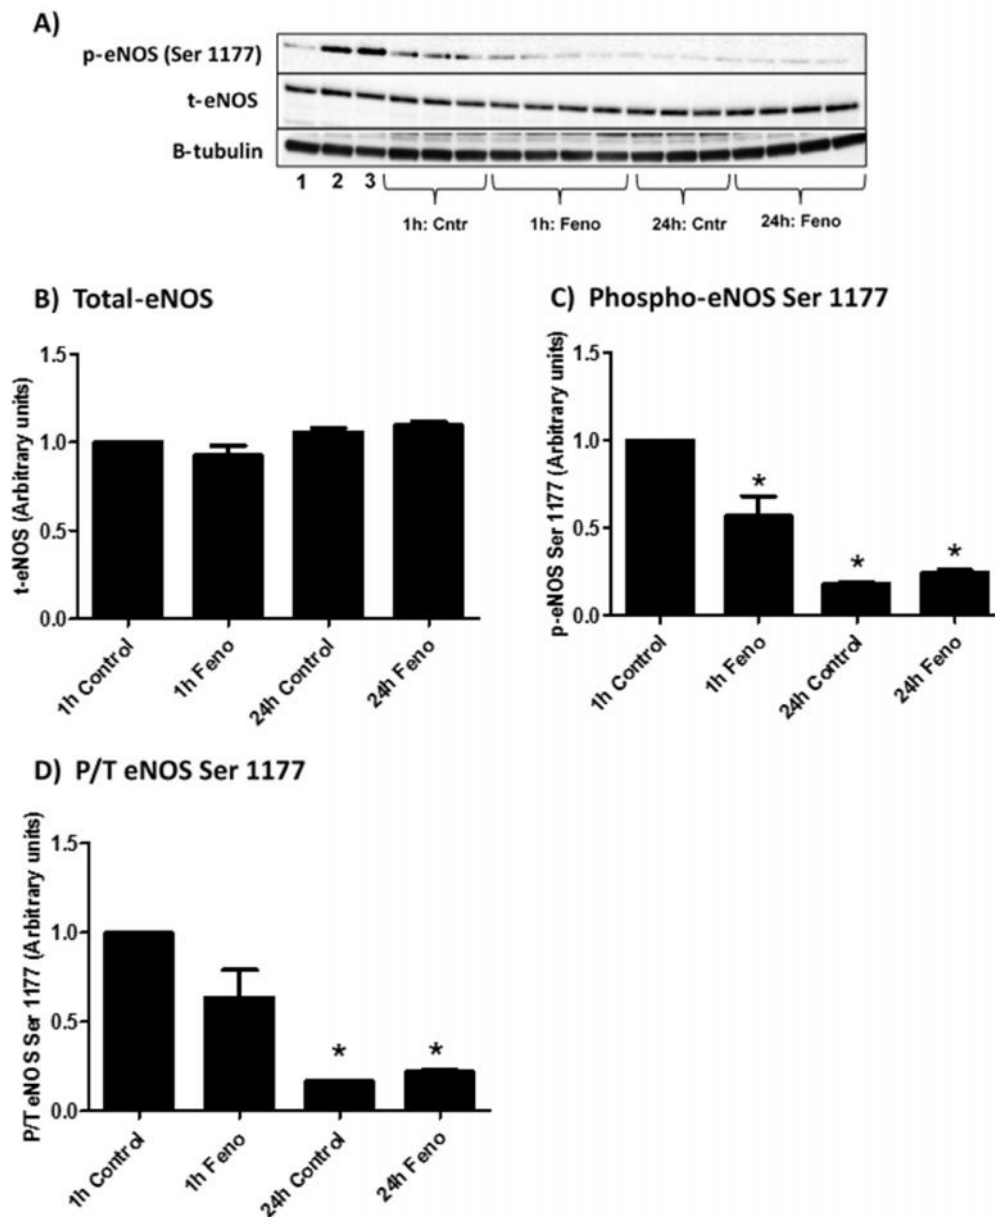 A)
p-eNOS (Ser 1177)
t-eNOS
B-tubulin
1 2 3
1h: Cntr 1h: Feno 24h: Cntr 24h: Feno
B) Total-eNOS
t-eNOS (Arbitrary units)
1.5
1.0
0.5
0.0
1h Control
1h Feno
24h Control
24h Feno
C) Phospho-eNOS Ser 1177
p-eNOS Ser 1177 (Arbitrary units)
1.5
1.0
0.5
0.0
*
*
*
1h Control
1h Feno
24h Control
24h Feno
D) P/T eNOS Ser 1177
P/T eNOS Ser 1177 (Arbitrary units)
1.5
1.0
0.5
0.0
*
*
1h Control
1h Feno
24h Control
24h Feno